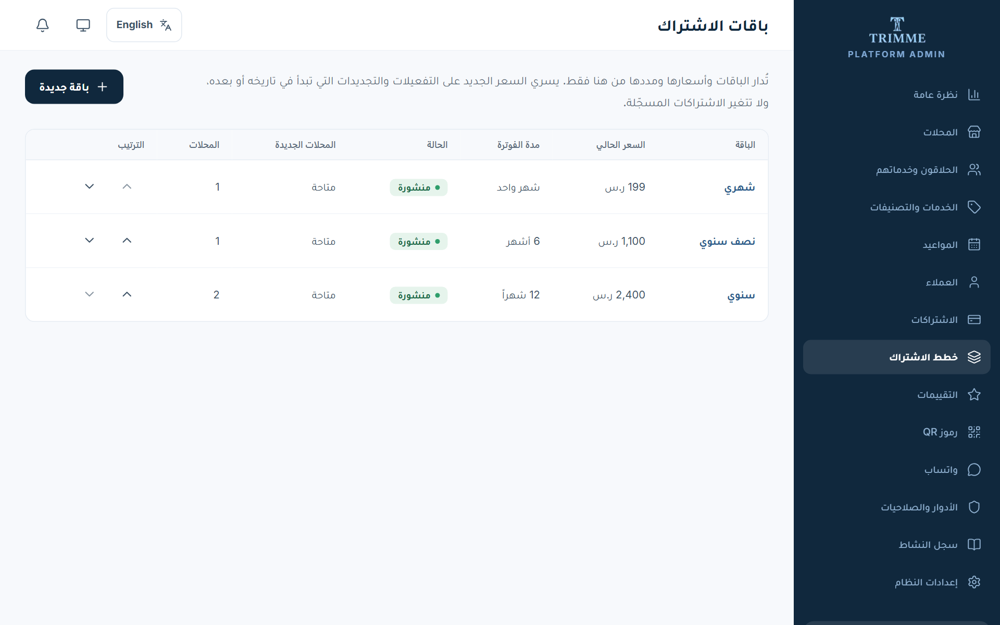 TRIMME
PLATFORM ADMIN
نظرة عامة
المحلات
الحلاقون وخدماتهم
الخدمات والتصنيفات
المواعيد
العملاء
الاشتراكات
خطط الاشتراك
التقييمات
رموز QR
واتساب
الأدوار والصلاحيات
سجل النشاط
إعدادات النظام
باقات الاشتراك
English
تُدار الباقات وأسعارها ومددها من هنا فقط. يسري السعر الجديد على التفعيلات والتجديدات التي تبدأ في تاريخه أو بعده،
ولا تتغير الاشتراكات المسجّلة.
باقة جديدة
الباقة السعر الحالي مدة الفوترة الحالة المحلات الجديدة المحلات الترتيب
شهري 199 ر.س شهر واحد منشورة متاحة 1
نصف سنوي 1,100 ر.س 6 أشهر منشورة متاحة 1
سنوي 2,400 ر.س 12 شهراً منشورة متاحة 2